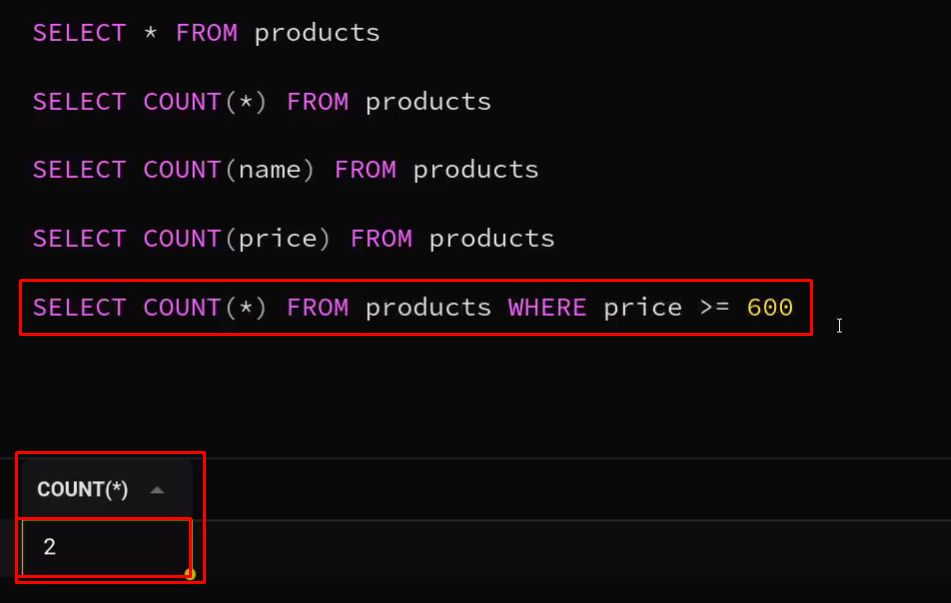 SELECT * FROM products
SELECT COUNT(*) FROM products
SELECT COUNT(name) FROM products
SELECT COUNT(price) FROM products
SELECT COUNT(*) FROM products WHERE price >= 600
COUNT(*)
2